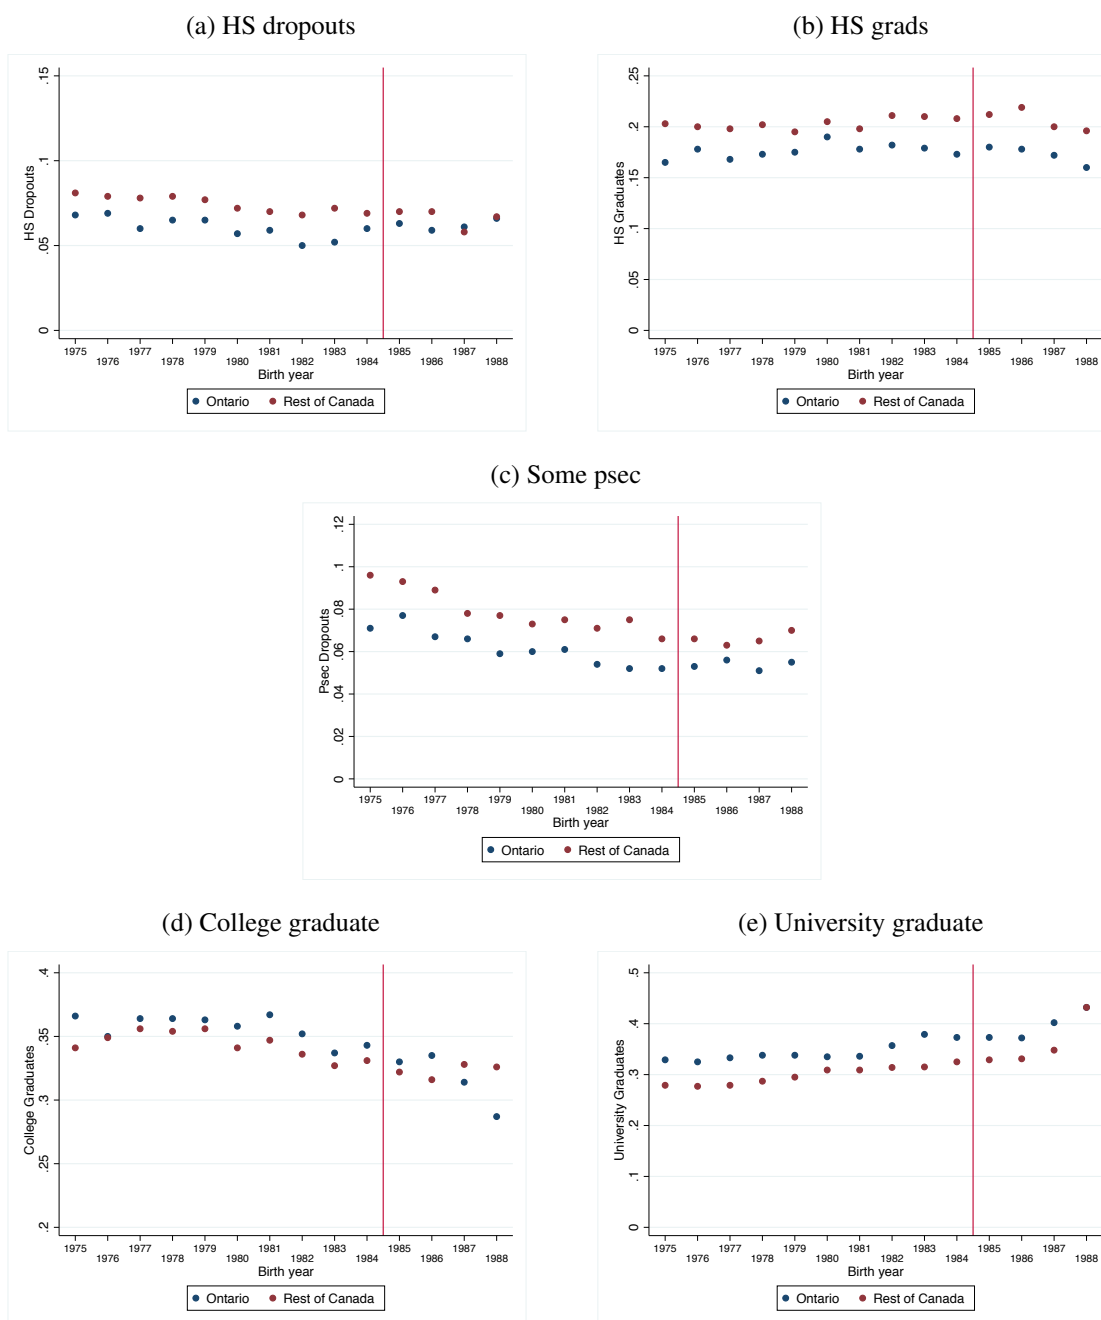 (a) HS dropouts
HS Dropouts
.15
.1
.05
0
1975 1977 1979 1981 1983 1985 1987
1976 1978 1980 1982 1984 1986 1988
Birth year
Ontario Rest of Canada
(b) HS grads
HS Graduates
.25
.2
.15
.1
.05
0
1975 1977 1979 1981 1983 1985 1987
1976 1978 1980 1982 1984 1986 1988
Birth year
Ontario Rest of Canada
(c) Some psec
Psec Dropouts
.12
.1
.08
.06
.04
.02
0
1975 1977 1979 1981 1983 1985 1987
1976 1978 1980 1982 1984 1986 1988
Birth year
Ontario Rest of Canada
(d) College graduate
College Graduates
.4
.35
.3
.25
.2
1975 1977 1979 1981 1983 1985 1987
1976 1978 1980 1982 1984 1986 1988
Birth year
Ontario Rest of Canada
(e) University graduate
University Graduates
.5
.4
.3
.2
.1
0
1975 1977 1979 1981 1983 1985 1987
1976 1978 1980 1982 1984 1986 1988
Birth year
Ontario Rest of Canada